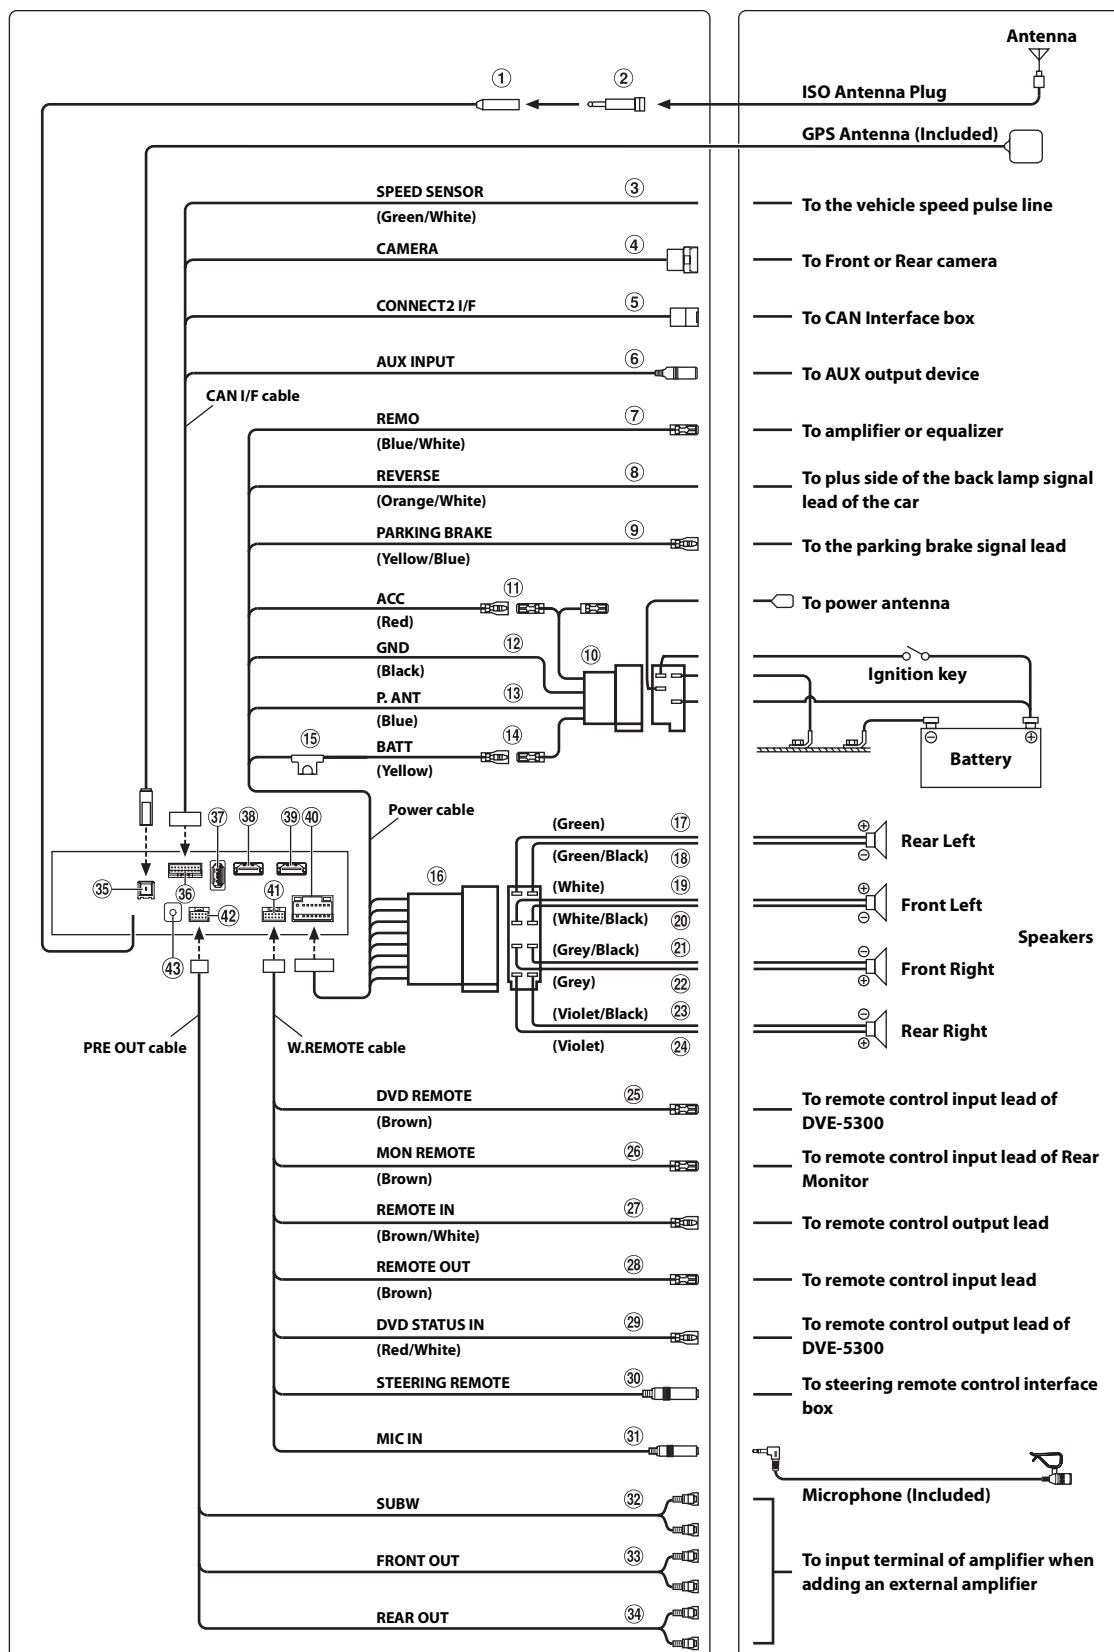 Antenna
① ②
ISO Antenna Plug
GPS Antenna (Included)
SPEED SENSOR ③
(Green/White)
To the vehicle speed pulse line
CAMERA ④
To Front or Rear camera
CONNECT2 I/F ⑤
To CAN Interface box
AUX INPUT ⑥
To AUX output device
CAN I/F cable
REMO ⑦
(Blue/White)
To amplifier or equalizer
REVERSE ⑧
(Orange/White)
To plus side of the back lamp signal
lead of the car
PARKING BRAKE ⑨
(Yellow/Blue)
To the parking brake signal lead
ACC ⑪
(Red)
To power antenna
GND ⑫
(Black)
⑩
Ignition key
P. ANT ⑬
(Blue)
⑮
BATT ⑭
(Yellow)
⊖ ⊕
Battery
Power cable
㊲ ㊳ ㊴ ㊵
㉟ ㊱ ㊶ ㊷ ㊸
⑯
(Green) ⑰
(Green/Black) ⑱
⊕
⊖
Rear Left
(White) ⑲
(White/Black) ⑳
⊕
⊖
Front Left
Speakers
(Grey/Black) ㉑
(Grey) ㉒
⊖
⊕
Front Right
(Violet/Black) ㉓
(Violet) ㉔
⊖
⊕
Rear Right
PRE OUT cable
W.REMOTE cable
DVD REMOTE ㉕
(Brown)
To remote control input lead of
DVE-5300
MON REMOTE ㉖
(Brown)
To remote control input lead of Rear
Monitor
REMOTE IN ㉗
(Brown/White)
To remote control output lead
REMOTE OUT ㉘
(Brown)
To remote control input lead
DVD STATUS IN ㉙
(Red/White)
To remote control output lead of
DVE-5300
STEERING REMOTE ㉚
To steering remote control interface
box
MIC IN ㉛
Microphone (Included)
SUBW ㉜
FRONT OUT ㉝
To input terminal of amplifier when
adding an external amplifier
REAR OUT ㉞